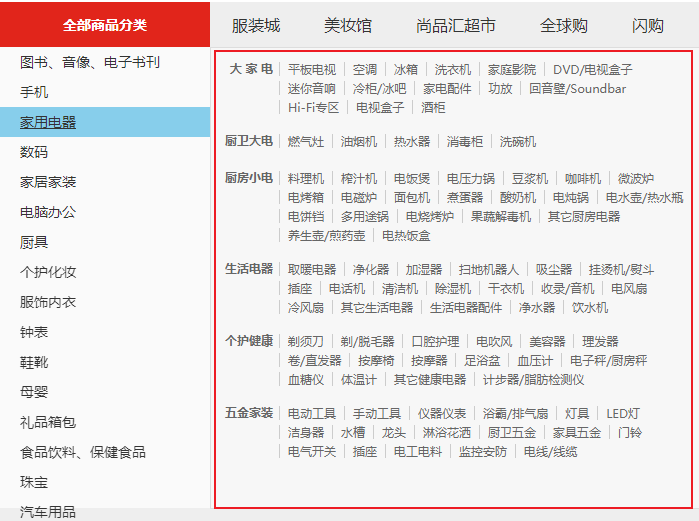 全部商品分类 服装城 美妆馆 尚品汇超市 全球购 闪购
图书、音像、电子书刊
手机
家用电器
数码
家居家装
电脑办公
厨具
个护化妆
服饰内衣
钟表
鞋靴
母婴
礼品箱包
食品饮料、保健食品
珠宝
汽车用品
大 家 电 平板电视 空调 冰箱 洗衣机 家庭影院 DVD/电视盒子
迷你音响 冷柜/冰吧 家电配件 功放 回音壁/Soundbar
Hi-Fi专区 电视盒子 酒柜
厨卫大电 燃气灶 油烟机 热水器 消毒柜 洗碗机
厨房小电 料理机 榨汁机 电饭煲 电压力锅 豆浆机 咖啡机 微波炉
电烤箱 电磁炉 面包机 煮蛋器 酸奶机 电炖锅 电水壶/热水瓶
电饼铛 多用途锅 电烧烤炉 果蔬解毒机 其它厨房电器
养生壶/煎药壶 电热饭盒
生活电器 取暖电器 净化器 加湿器 扫地机器人 吸尘器 挂烫机/熨斗
插座 电话机 清洁机 除湿机 干衣机 收录/音机 电风扇
冷风扇 其它生活电器 生活电器配件 净水器 饮水机
个护健康 剃须刀 剃/脱毛器 口腔护理 电吹风 美容器 理发器
卷/直发器 按摩椅 按摩器 足浴盆 血压计 电子秤/厨房秤
血糖仪 体温计 其它健康电器 计步器/脂肪检测仪
五金家装 电动工具 手动工具 仪器仪表 浴霸/排气扇 灯具 LED灯
洁身器 水槽 龙头 淋浴花洒 厨卫五金 家具五金 门铃
电气开关 插座 电工电料 监控安防 电线/线缆